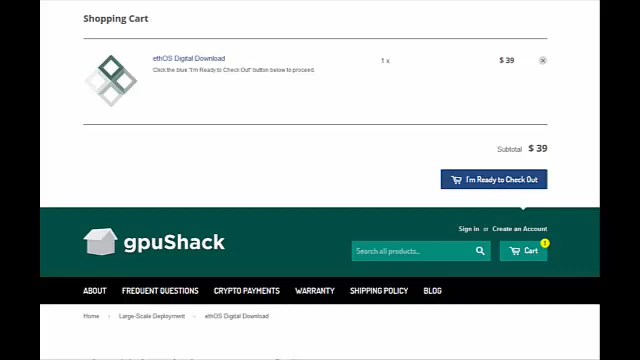 Shopping Cart
ethOS Digital Download
1 x
$ 39
Click the blue "I'm Ready to Check Out" button below to proceed.
Subtotal $ 39
I'm Ready to Check Out
Sign in or Create an Account
gpuShack
Search all products...
Cart
1
ABOUT FREQUENT QUESTIONS CRYPTO PAYMENTS WARRANTY SHIPPING POLICY BLOG
Home › Large-Scale Deployment › ethOS Digital Download